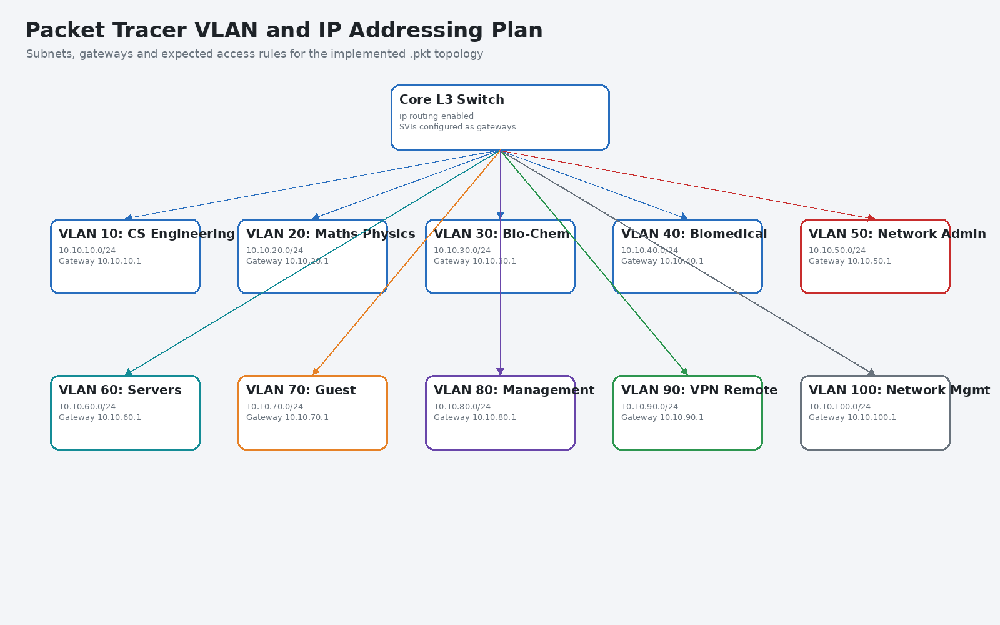 Packet Tracer VLAN and IP Addressing Plan
Subnets, gateways and expected access rules for the implemented .pkt topology
Core L3 Switch
ip routing enabled
SVIs configured as gateways
VLAN 10: CS Engineering
10.10.10.0/24
Gateway 10.10.10.1
VLAN 20: Maths Physics
10.10.20.0/24
Gateway 10.10.20.1
VLAN 30: Bio-Chem
10.10.30.0/24
Gateway 10.10.30.1
VLAN 40: Biomedical
10.10.40.0/24
Gateway 10.10.40.1
VLAN 50: Network Admin
10.10.50.0/24
Gateway 10.10.50.1
VLAN 60: Servers
10.10.60.0/24
Gateway 10.10.60.1
VLAN 70: Guest
10.10.70.0/24
Gateway 10.10.70.1
VLAN 80: Management
10.10.80.0/24
Gateway 10.10.80.1
VLAN 90: VPN Remote
10.10.90.0/24
Gateway 10.10.90.1
VLAN 100: Network Mgmt
10.10.100.0/24
Gateway 10.10.100.1